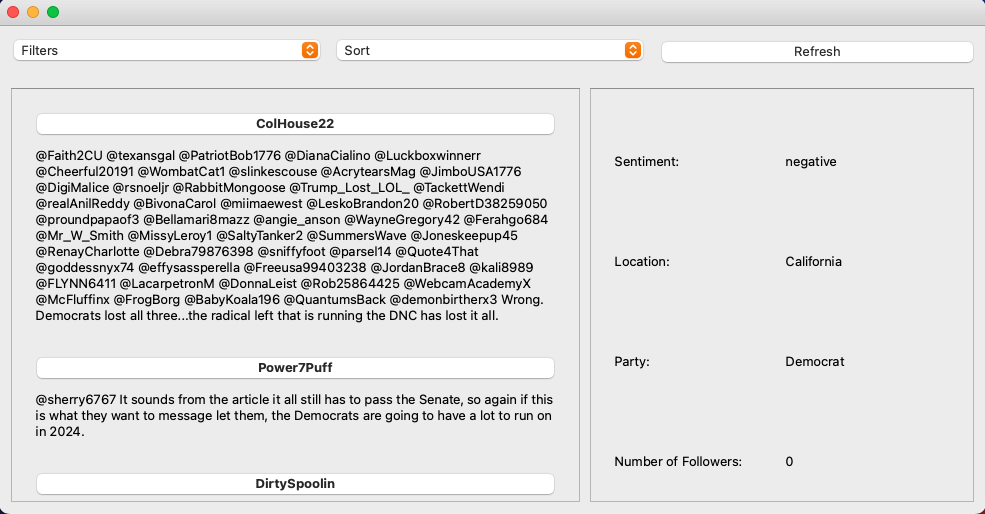 Filters
Sort
Refresh
ColHouse22
@Faith2CU @texansgal @PatriotBob1776 @DianaCialino @Luckboxwinnerr
@Cheerful20191 @WombatCat1 @slinkescouse @AcrytearsMag @JimboUSA1776
@DigiMalice @rsnoeljr @RabbitMongoose @Trump_Lost_LOL_ @TackettWendi
@realAnilReddy @BivonaCarol @miimaewest @LeskoBrandon20 @RobertD38259050
@proundpapaof3 @Bellamari8mazz @angie_anson @WayneGregory42 @Ferahgo684
@Mr_W_Smith @MissyLeroy1 @SaltyTanker2 @SummersWave @Joneskeepup45
@RenayCharlotte @Debra79876398 @sniffyfoot @parsel14 @Quote4That
@goddessnyx74 @effysassperella @Freeusa99403238 @JordanBrace8 @kali8989
@FLYNN6411 @LacarpetronM @DonnaLeist @Rob25864425 @WebcamAcademyX
@McFluffinx @FrogBorg @BabyKoala196 @QuantumsBack @demonbirtherx3 Wrong.
Democrats lost all three...the radical left that is running the DNC has lost it all.
Power7Puff
@sherry6767 It sounds from the article it all still has to pass the Senate, so again if this
is what they want to message let them, the Democrats are going to have a lot to run on
in 2024.
DirtySpoolin
Sentiment: negative
Location: California
Party: Democrat
Number of Followers: 0